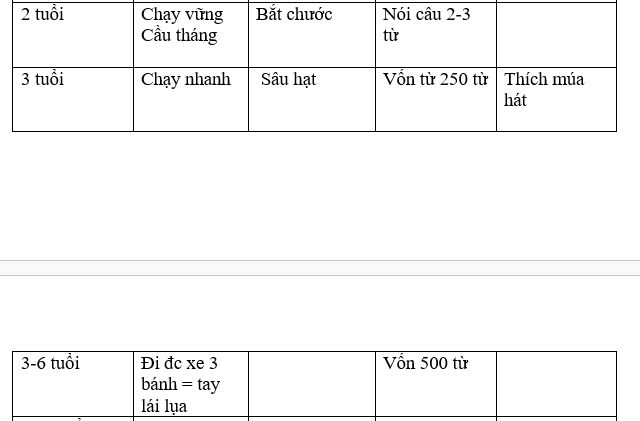 2 tuổi
Chạy vững
Cầu tháng
Bắt chước
Nói câu 2-3
từ
3 tuổi
Chạy nhanh
Sâu hạt
Vốn từ 250 từ
Thích múa
hát
3-6 tuổi
Đi đc xe 3
bánh = tay
lái lụa
Vốn 500 từ